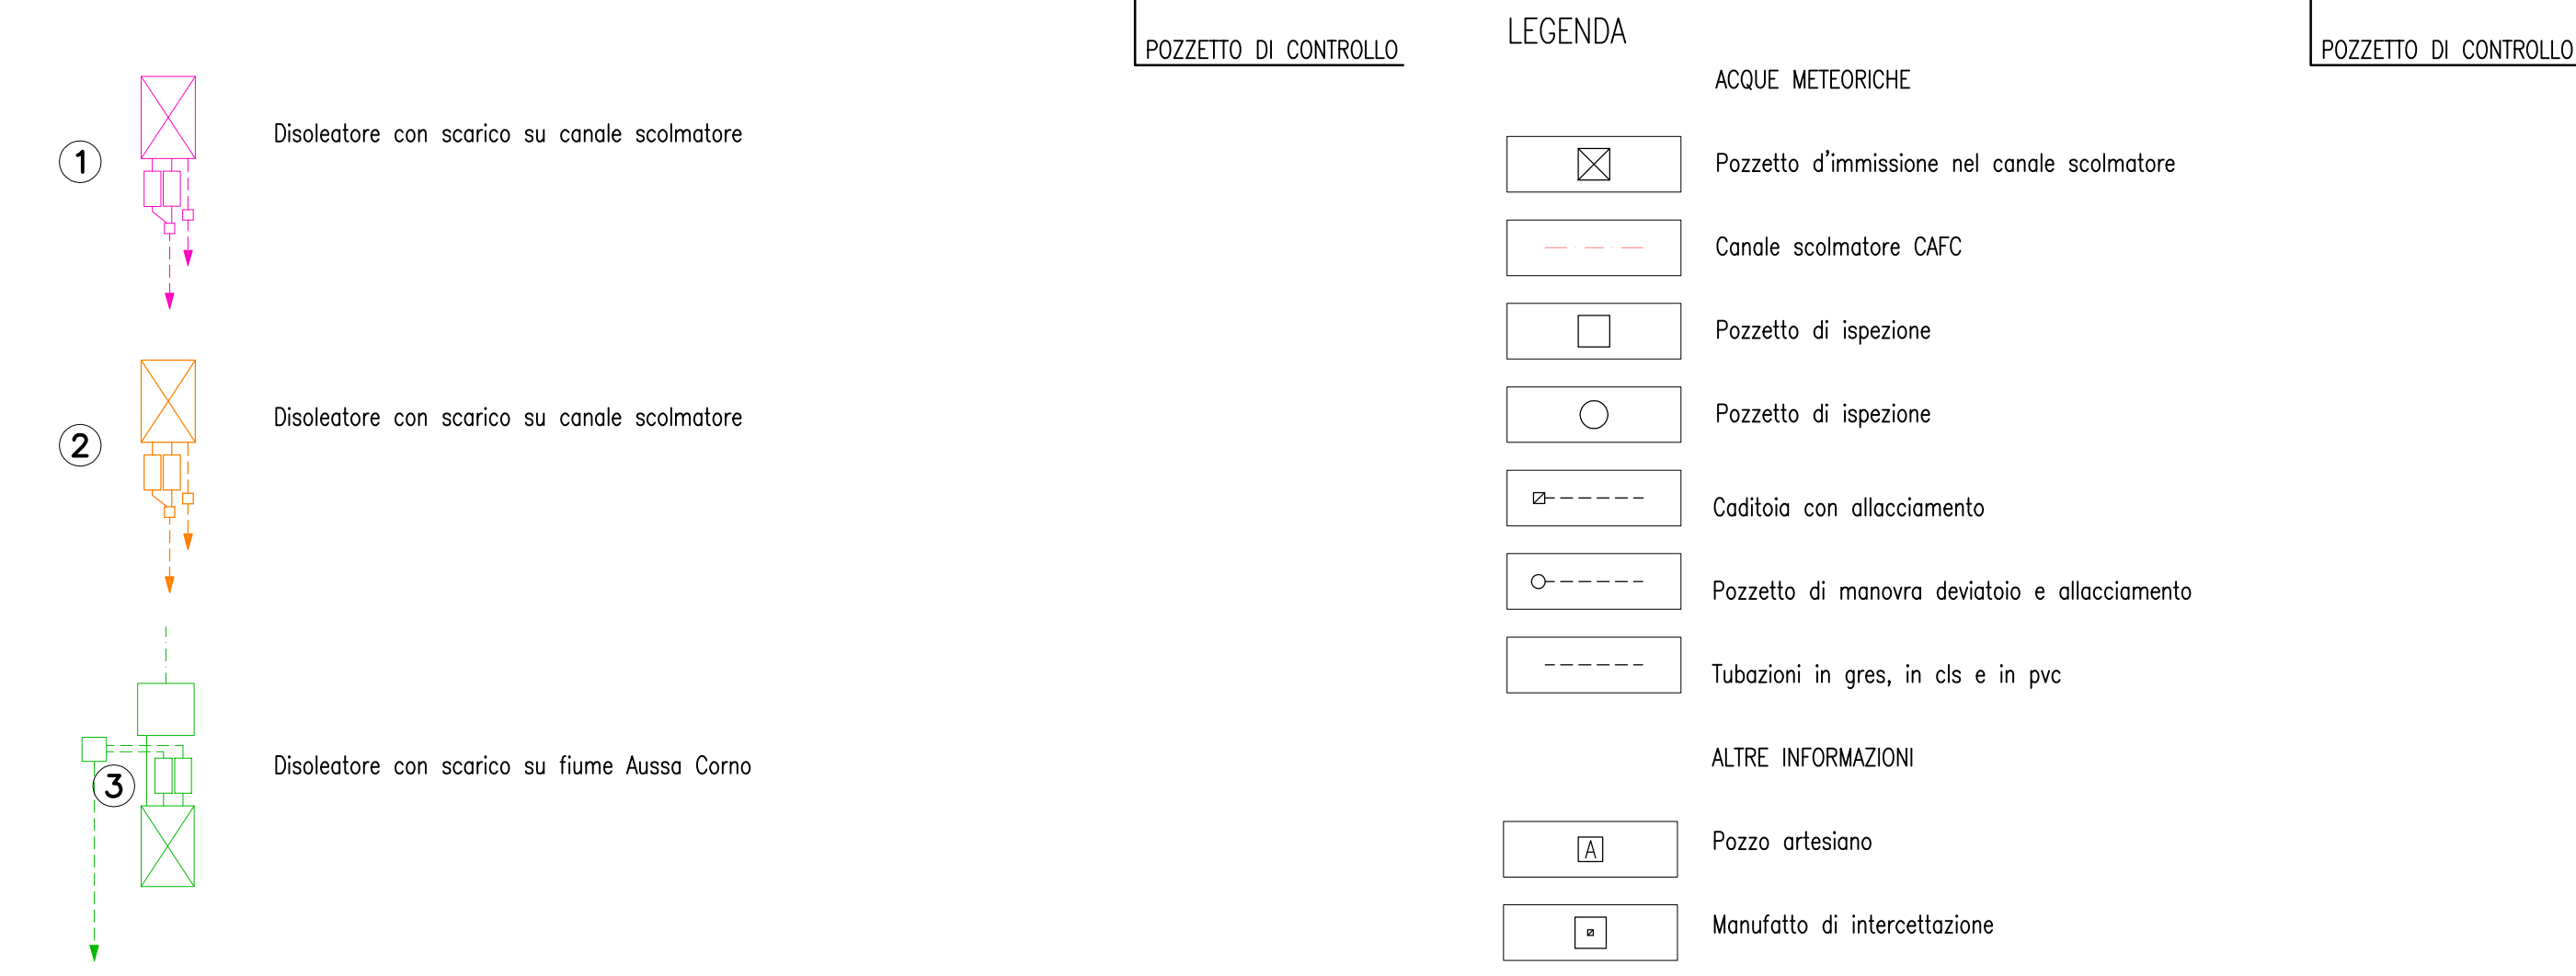 POZZETTO DI CONTROLLO
1
Disoleatore con scarico su canale scolmatore
2
Disoleatore con scarico su canale scolmatore
3
Disoleatore con scarico su fiume Aussa Corno
LEGENDA
ACQUE METEORICHE
Pozzetto d'immissione nel canale scolmatore
Canale scolmatore CAFC
Pozzetto di ispezione
Pozzetto di ispezione
Caditoia con allacciamento
Pozzetto di manovra deviatoio e allacciamento
Tubazioni in gres, in cls e in pvc
ALTRE INFORMAZIONI
A
Pozzo artesiano
Manufatto di intercettazione
POZZETTO DI CONTROLLO